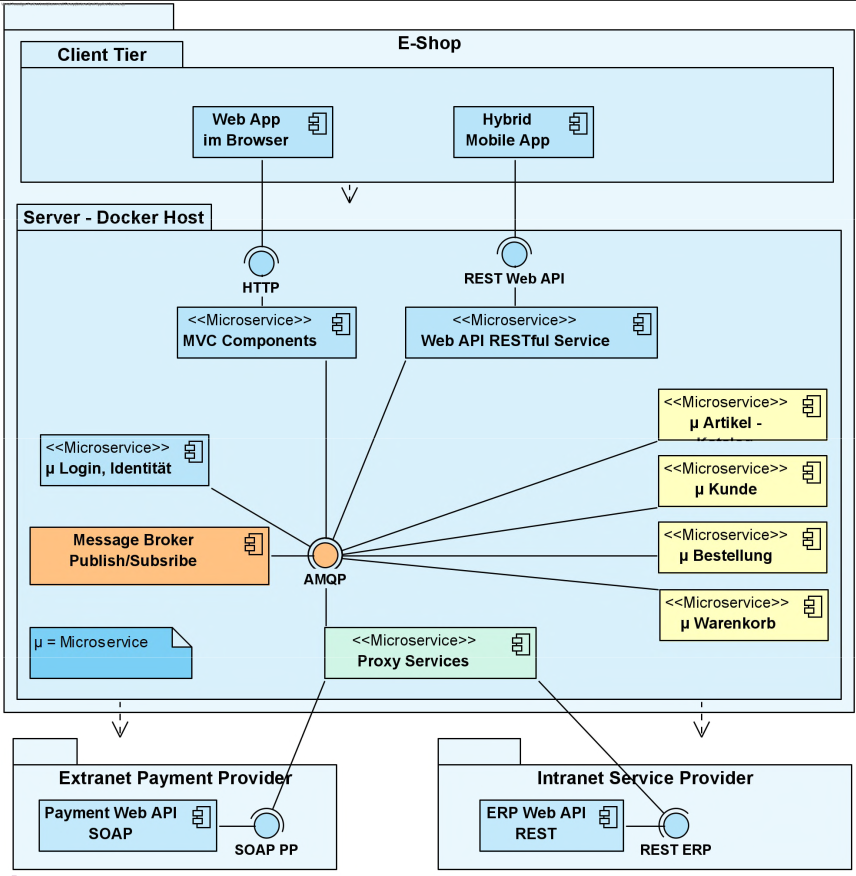 E-Shop
Client Tier
Web App
im Browser
Hybrid
Mobile App
Server - Docker Host
HTTP
REST Web API
<<Microservice>>
MVC Components
<<Microservice>>
Web API RESTful Service
<<Microservice>>
µ Artikel -
Katalog
<<Microservice>>
µ Login, Identität
<<Microservice>>
µ Kunde
Message Broker
Publish/Subsribe
AMQP
<<Microservice>>
µ Bestellung
<<Microservice>>
µ Warenkorb
µ = Microservice
<<Microservice>>
Proxy Services
Extranet Payment Provider
Payment Web API
SOAP
SOAP PP
Intranet Service Provider
ERP Web API
REST
REST ERP